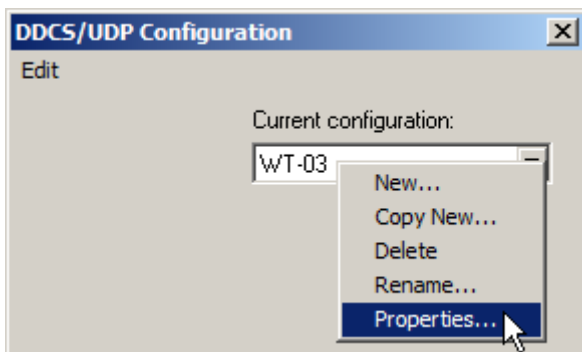 DDCS/UDP Configuration
Edit
Current configuration:
WT-03
New...
Copy New...
Delete
Rename...
Properties...